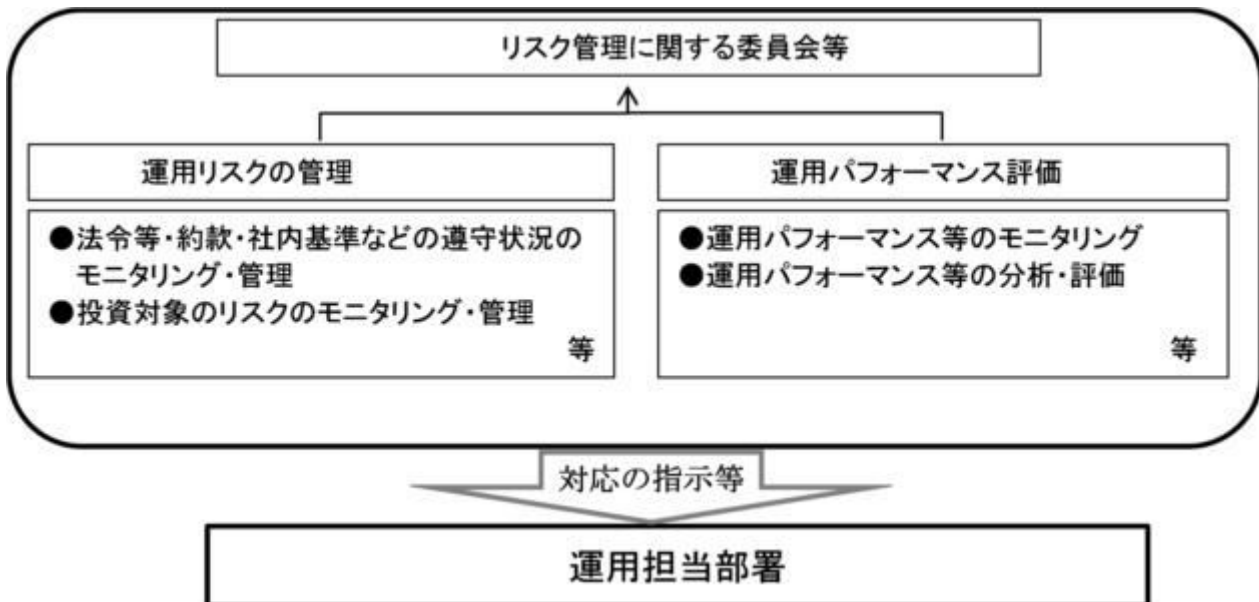 リスク管理に関する委員会等
運用リスクの管理
運用パフォーマンス評価
●法令等・約款・社内基準などの遵守状況の
モニタリング・管理
●投資対象のリスクのモニタリング・管理
等
●運用パフォーマンス等のモニタリング
●運用パフォーマンス等の分析・評価
等
対応の指示等
運用担当部署